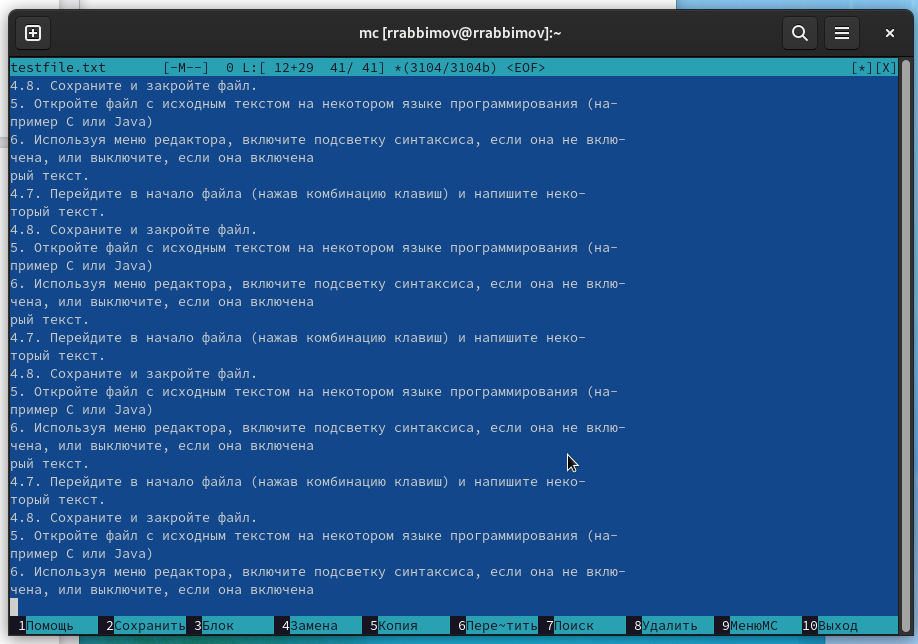 mc [rrabbimov@rrabbimov]:~
testfile.txt [-M--] 0 L:[ 12+29 41/ 41] *(3104/3104b) <EOF> [*][X]
4.8. Сохраните и закройте файл.
5. Откройте файл с исходным текстом на некотором языке программирования (на-
пример C или Java)
6. Используя меню редактора, включите подсветку синтаксиса, если она не вклю-
чена, или выключите, если она включена
рый текст.
4.7. Перейдите в начало файла (нажав комбинацию клавиш) и напишите неко-
торый текст.
4.8. Сохраните и закройте файл.
5. Откройте файл с исходным текстом на некотором языке программирования (на-
пример C или Java)
6. Используя меню редактора, включите подсветку синтаксиса, если она не вклю-
чена, или выключите, если она включена
рый текст.
4.7. Перейдите в начало файла (нажав комбинацию клавиш) и напишите неко-
торый текст.
4.8. Сохраните и закройте файл.
5. Откройте файл с исходным текстом на некотором языке программирования (на-
пример C или Java)
6. Используя меню редактора, включите подсветку синтаксиса, если она не вклю-
чена, или выключите, если она включена
рый текст.
4.7. Перейдите в начало файла (нажав комбинацию клавиш) и напишите неко-
торый текст.
4.8. Сохраните и закройте файл.
5. Откройте файл с исходным текстом на некотором языке программирования (на-
пример C или Java)
6. Используя меню редактора, включите подсветку синтаксиса, если она не вклю-
чена, или выключите, если она включена
1Помощь 2Сохранить 3Блок 4Замена 5Копия 6Пере~тить 7Поиск 8Удалить 9МенюMC 10Выход